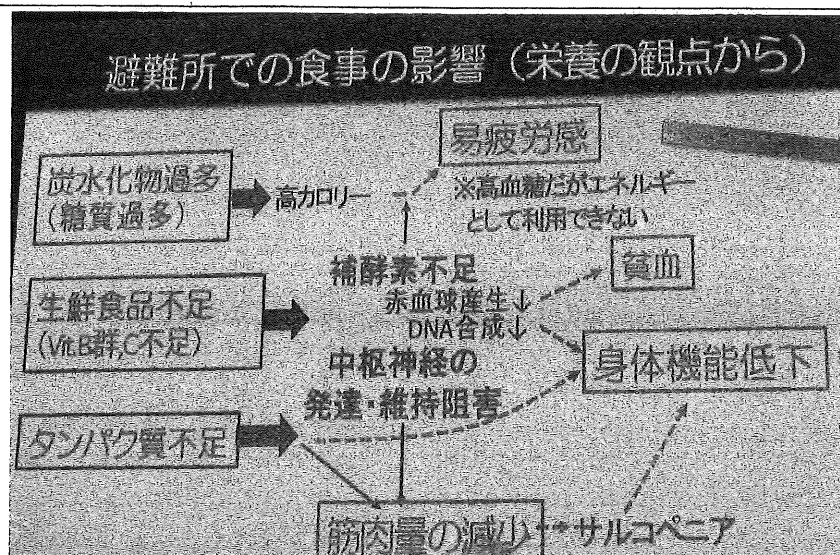 避難所での食事の影響（栄養の観点から）
易疲労感
炭水化物過多
(糖質過多)
高カロリー
※高血糖だがエネルギー
として利用できない
補酵素不足
貧血
生鮮食品不足
(Vit.B群,C不足)
赤血球産生↓
DNA合成↓
中枢神経の
発達・維持阻害
身体機能低下
タンパク質不足
筋肉量の減少
サルコペニア